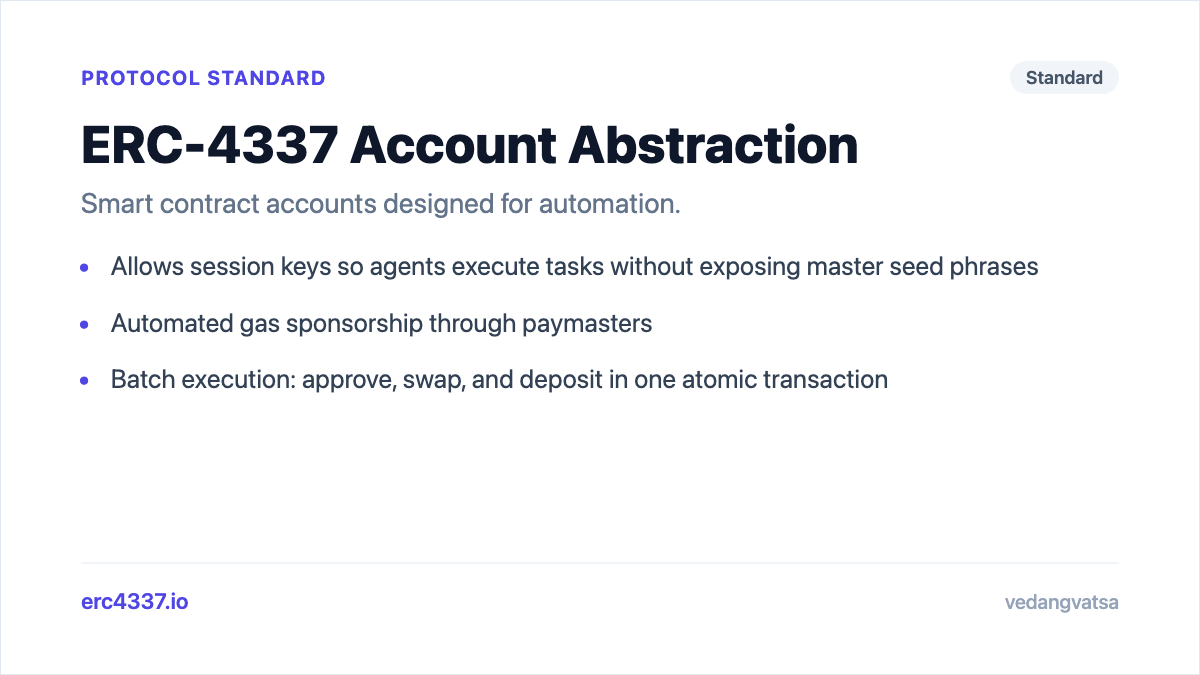 PROTOCOL STANDARD
Standard
ERC-4337 Account Abstraction
Smart contract accounts designed for automation.
• Allows session keys so agents execute tasks without exposing master seed phrases
• Automated gas sponsorship through paymasters
• Batch execution: approve, swap, and deposit in one atomic transaction
erc4337.io
vedangvatsa